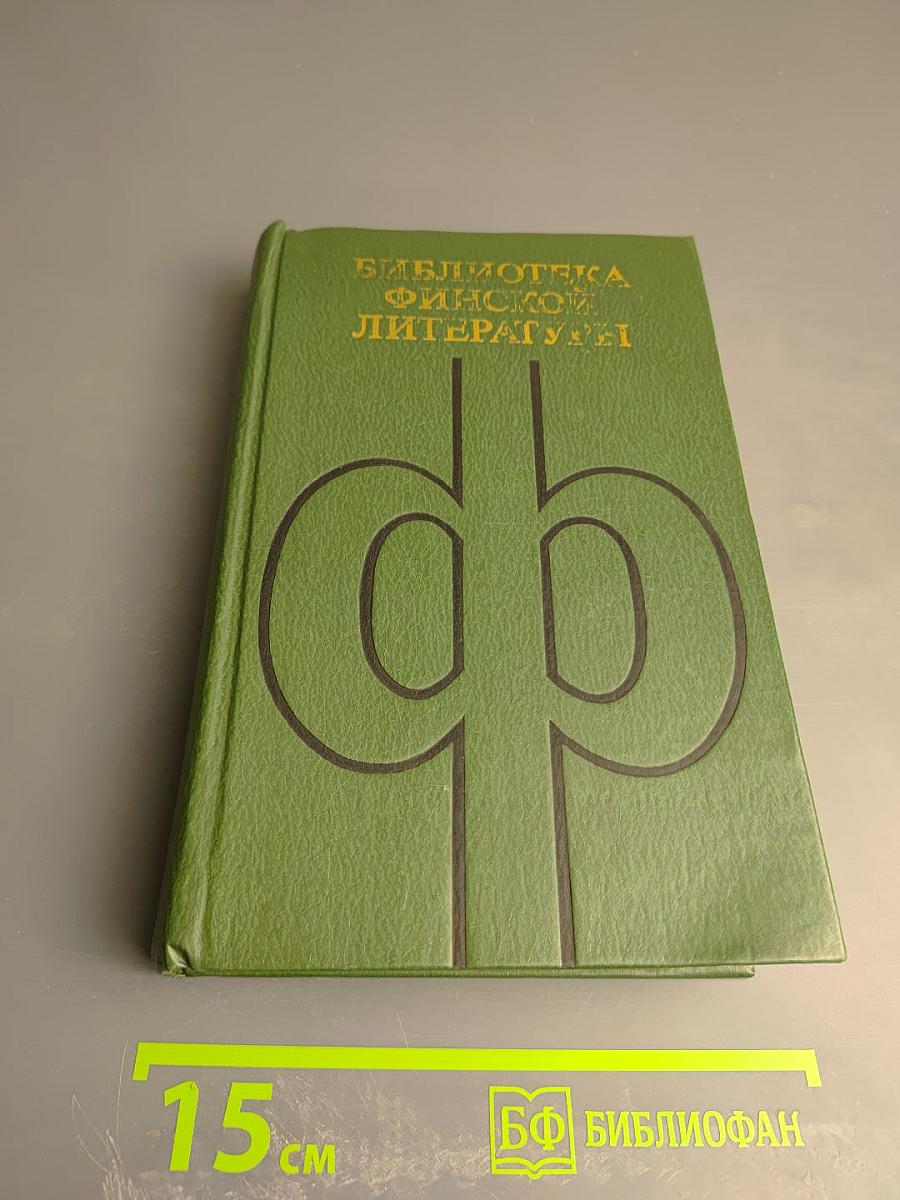 БИБЛИОТЕКА
ФИНСКОЙ
ЛИТЕРАТУРЫ
ф
15 см
БФ БИБЛИОФАН